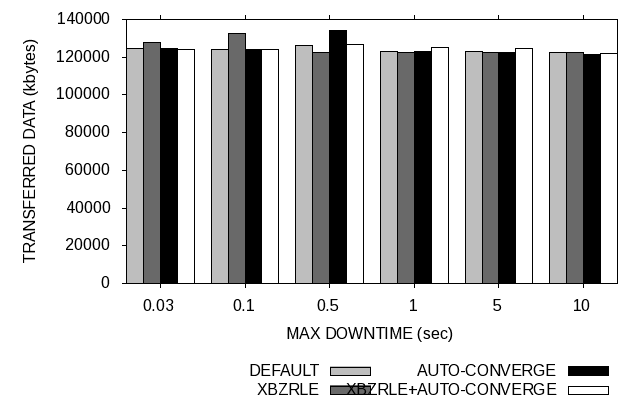 140000
120000
100000
80000
60000
40000
20000
0
TRANSFERRED DATA (kbytes)
0.03 0.1 0.5 1 5 10
MAX DOWNTIME (sec)
DEFAULT AUTO-CONVERGE
XBZRLE XBZRLE+AUTO-CONVERGE